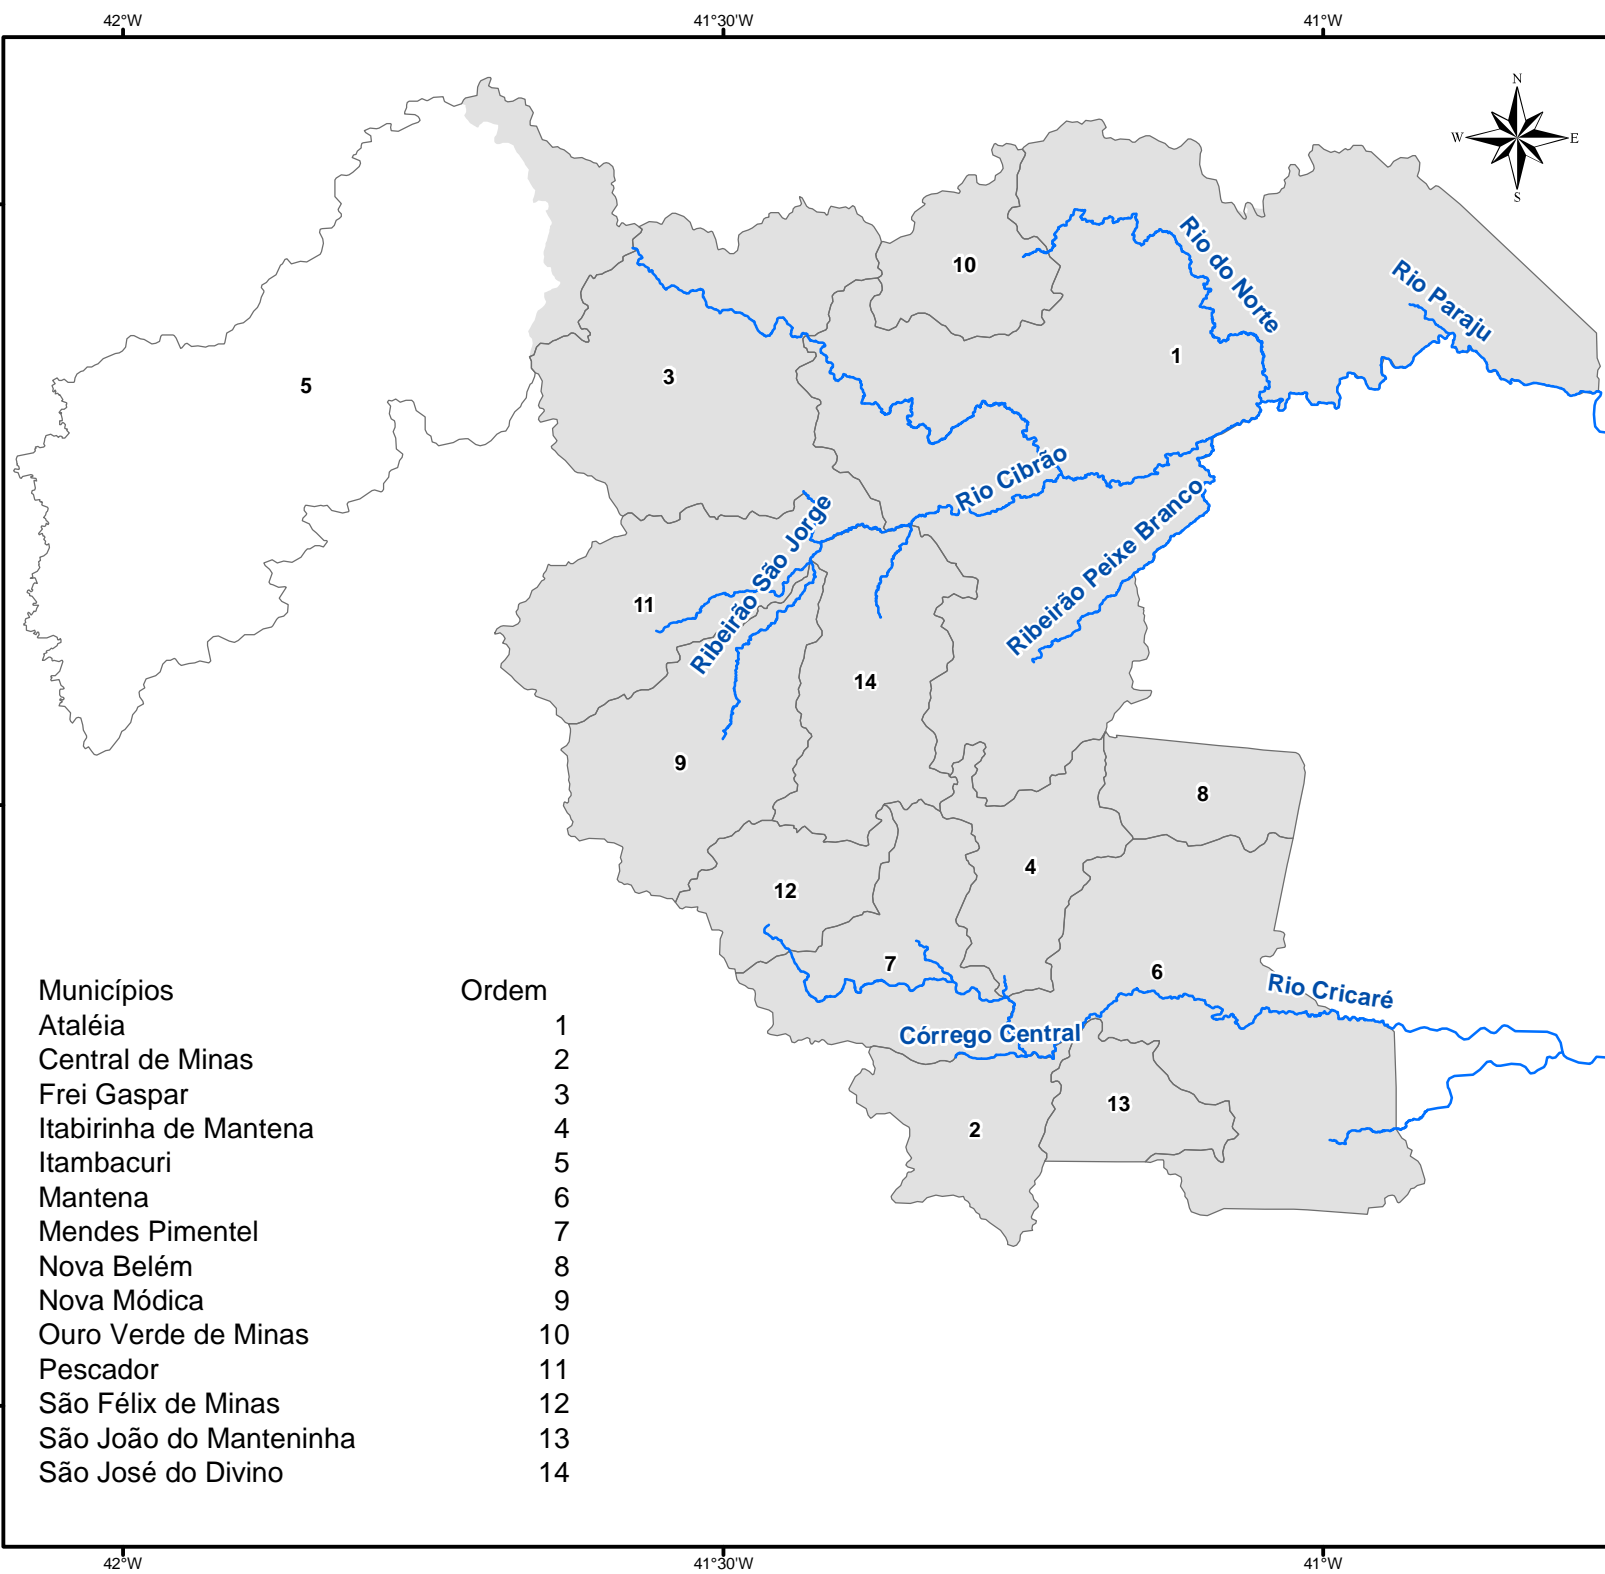 42°W 41°30'W 41°W
N
W E
S
Rio do Norte
Rio Paraju
10
1
3
5
Rio Cibrão
Ribeirão São Jorge
Ribeirão Peixe Branco
11
14
9
8
4
12
7
6
Rio Cricaré
Córrego Central
13
2
Municípios Ordem
Ataléia 1
Central de Minas 2
Frei Gaspar 3
Itabirinha de Mantena 4
Itambacuri 5
Mantena 6
Mendes Pimentel 7
Nova Belém 8
Nova Módica 9
Ouro Verde de Minas 10
Pescador 11
São Félix de Minas 12
São João do Manteninha 13
São José do Divino 14
42°W 41°30'W 41°W